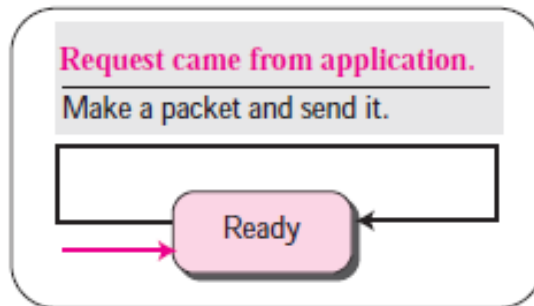 Request came from application.
Make a packet and send it.
Ready